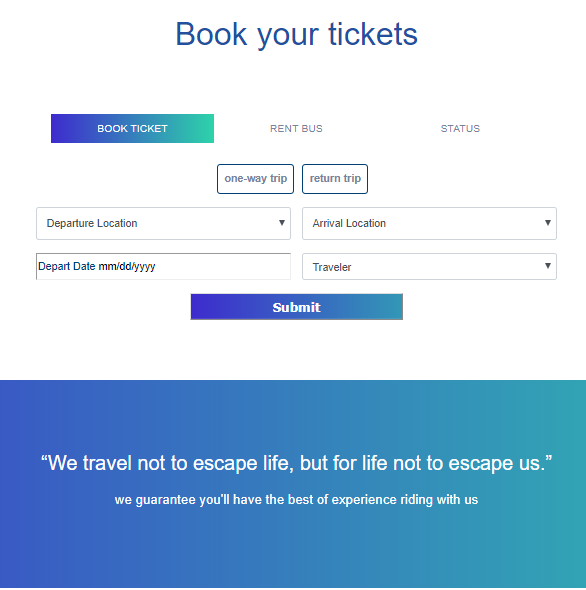 Book your tickets
BOOK TICKET RENT BUS STATUS
one-way trip return trip
Departure Location Arrival Location
Depart Date mm/dd/yyyy Traveler
Submit
“We travel not to escape life, but for life not to escape us.”
we guarantee you'll have the best of experience riding with us